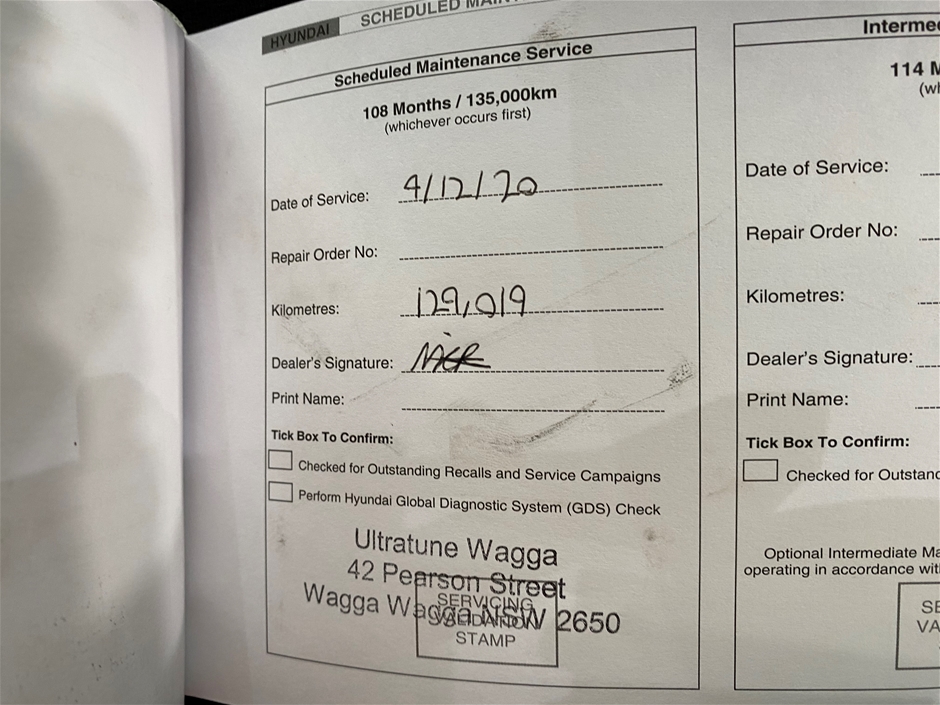 HYUNDAI
SCHEDULED
Scheduled Maintenance Service
108 Months / 135,000km
(whichever occurs first)
Date of Service: 4/12/20
Repair Order No:
Kilometres: 129,019
Dealer's Signature:
Print Name:
Tick Box To Confirm:
Checked for Outstanding Recalls and Service Campaigns
Perform Hyundai Global Diagnostic System (GDS) Check
Ultratune Wagga
42 Pearson Street
Wagga Wagga NSW 2650
SERVICING
VALIDATION
STAMP
Interme
114 M
(wh
Date of Service:
Repair Order No:
Kilometres:
Dealer's Signature:
Print Name:
Tick Box To Confirm:
Checked for Outstand
Optional Intermediate Ma
operating in accordance wit
SE
VA